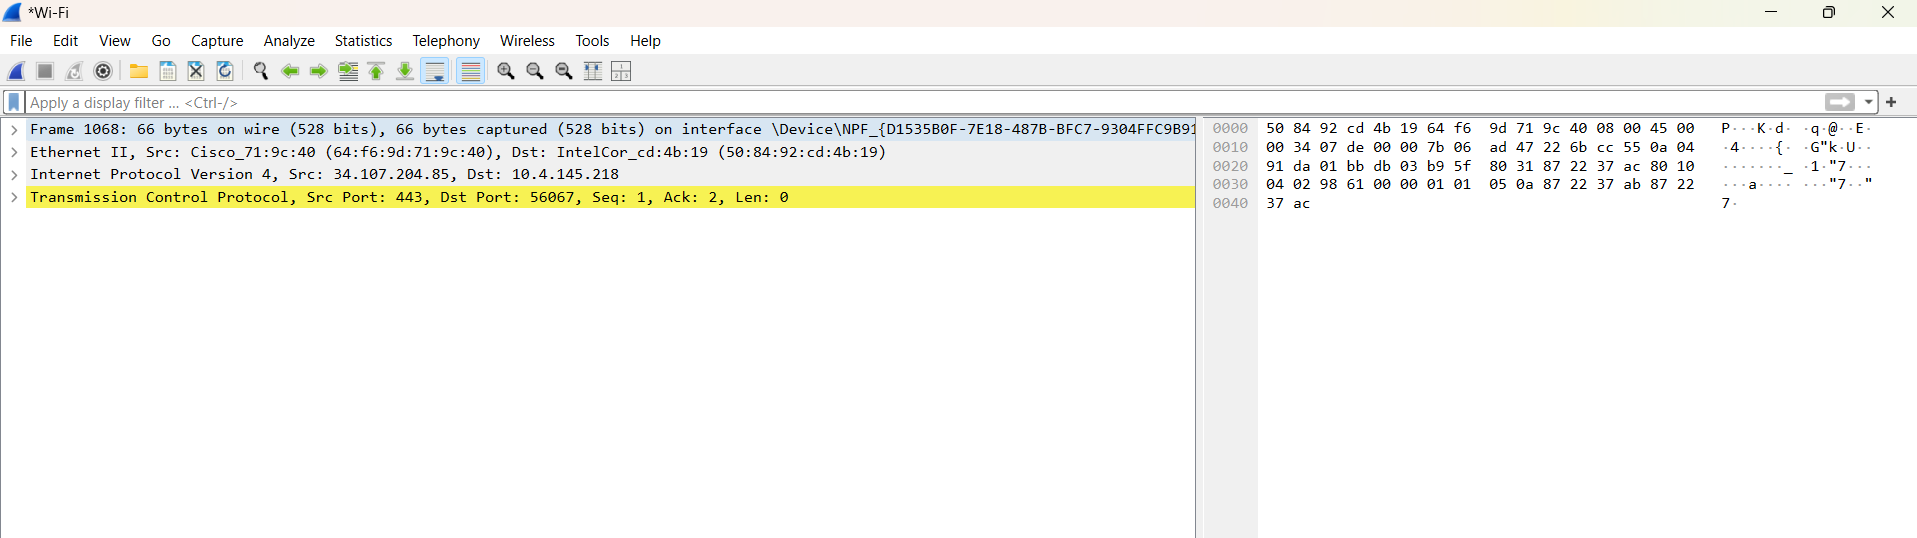 *Wi-Fi
File Edit View Go Capture Analyze Statistics Telephony Wireless Tools Help
Apply a display filter ... <Ctrl-/>
Frame 1068: 66 bytes on wire (528 bits), 66 bytes captured (528 bits) on interface \Device\NPF_{D1535B0F-7E18-487B-BFC7-9304FFC9B91
Ethernet II, Src: Cisco_71:9c:40 (64:f6:9d:71:9c:40), Dst: IntelCor_cd:4b:19 (50:84:92:cd:4b:19)
Internet Protocol Version 4, Src: 34.107.204.85, Dst: 10.4.145.218
Transmission Control Protocol, Src Port: 443, Dst Port: 56067, Seq: 1, Ack: 2, Len: 0
0000 50 84 92 cd 4b 19 64 f6 9d 71 9c 40 08 00 45 00 P···K·d· ·q·@··E·
0010 00 34 07 de 00 00 7b 06 ad 47 22 6b cc 55 0a 04 ·4····{· ·G"k·U··
0020 91 da 01 bb db 03 b9 5f 80 31 87 22 37 ac 80 10 ·······_ ·1·"7···
0030 04 02 98 61 00 00 01 01 05 0a 87 22 37 ab 87 22 ···a···· ···"7··"
0040 37 ac 7·